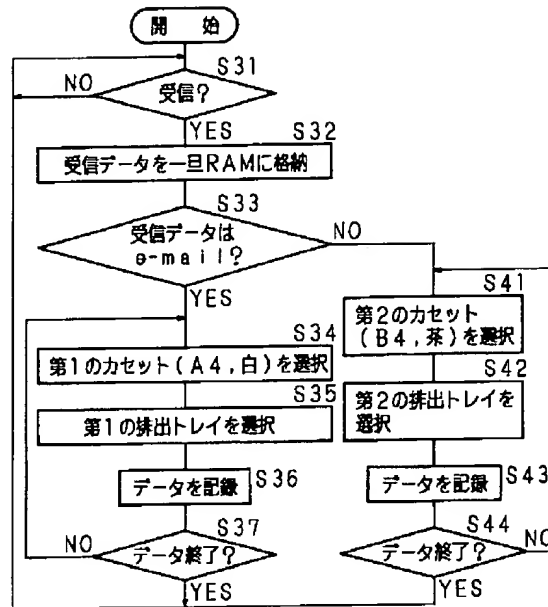 開 始
S31
NO
受信?
YES
S32
受信データを一旦RAMに格納
S33
受信データは
e-mail?
NO
YES
S41
第2のカセット
(B4,茶)を選択
S34
第1のカセット(A4,白)を選択
S42
第2の排出トレイを
選択
S35
第1の排出トレイを選択
S36
データを記録
S43
データを記録
S37
NO
データ終了?
YES
S44
データ終了?
NO
YES